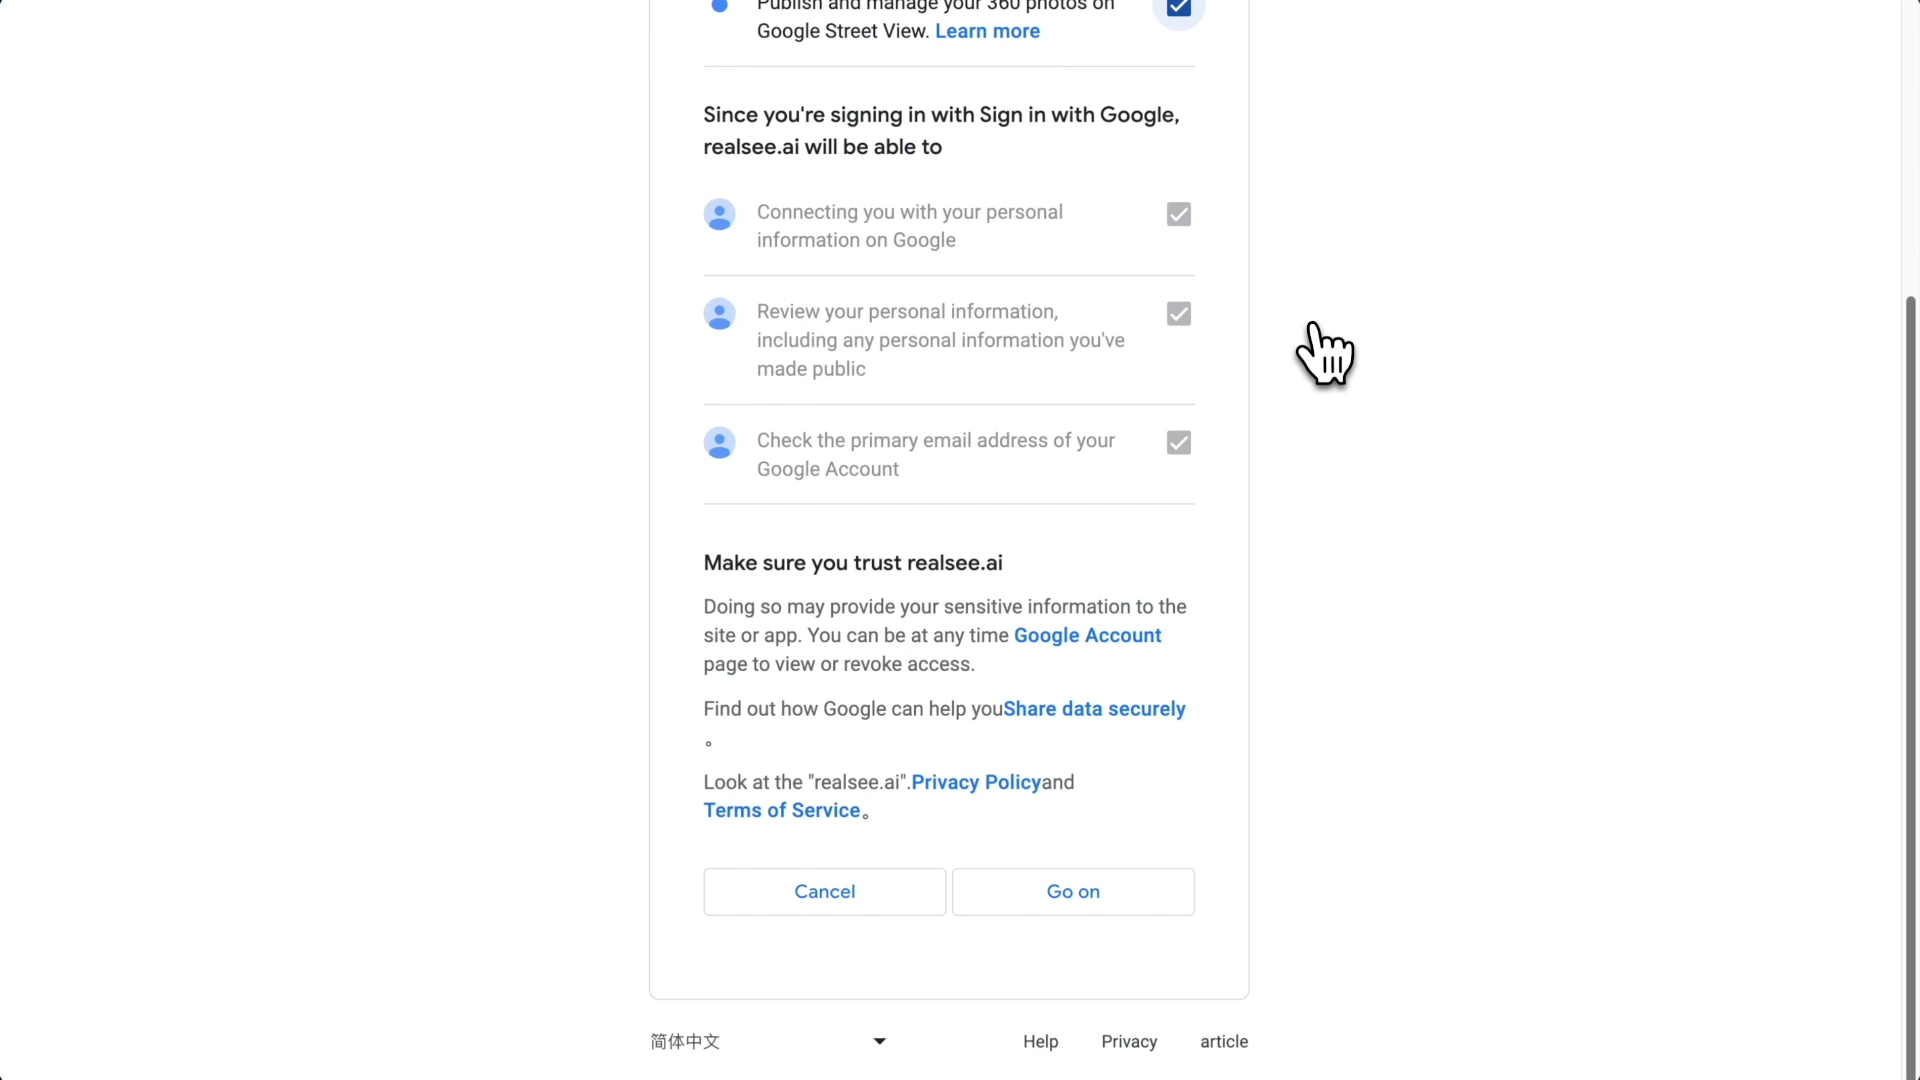 Publish and manage your 360 photos on
Google Street View. Learn more
Since you're signing in with Sign in with Google,
realsee.ai will be able to
Connecting you with your personal
information on Google
Review your personal information,
including any personal information you've
made public
Check the primary email address of your
Google Account
Make sure you trust realsee.ai
Doing so may provide your sensitive information to the
site or app. You can be at any time Google Account
page to view or revoke access.
Find out how Google can help youShare data securely
。
Look at the "realsee.ai".Privacy Policyand
Terms of Service。
Cancel
Go on
简体中文
Help
Privacy
article